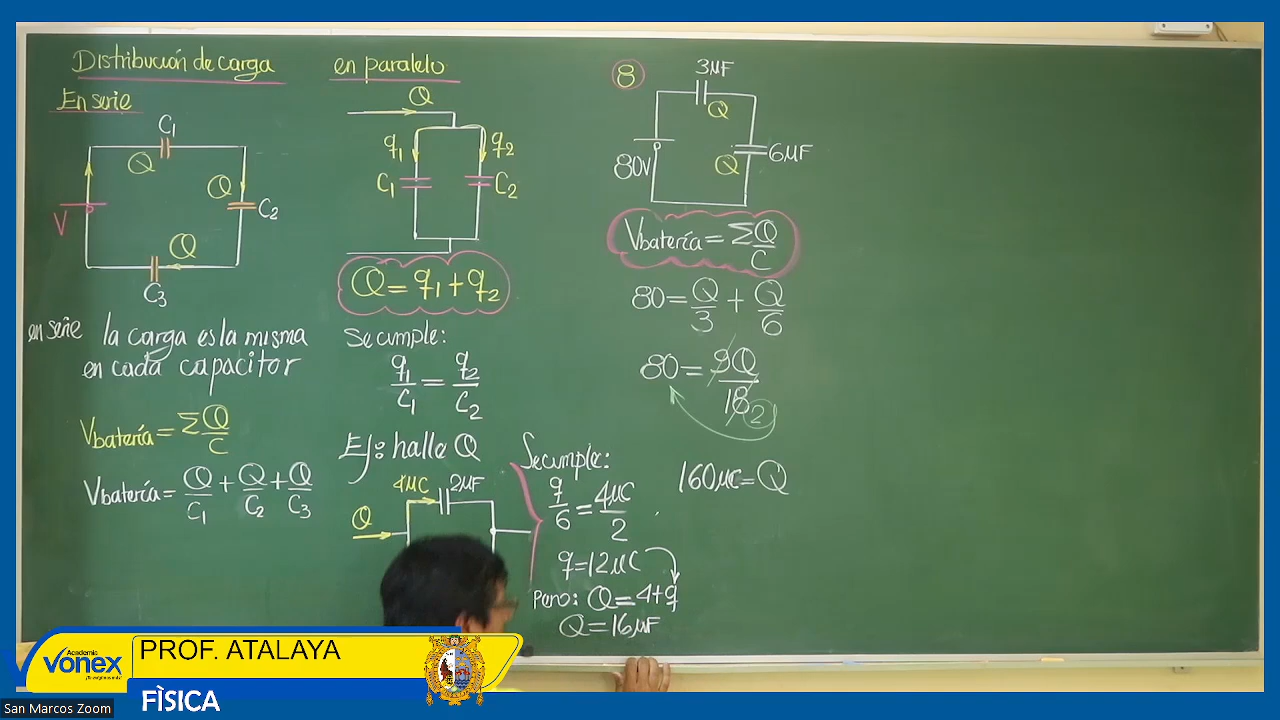 Distribución de carga
En serie
C1
Q
Q
C2
V
Q
C3
en serie la carga es la misma
en cada capacitor
Vbatería = Σ Q/C
Vbatería = Q/C1 + Q/C2 + Q/C3
en paralelo
Q
q1
q2
C1
C2
Q = q1 + q2
Se cumple:
q1/C1 = q2/C2
Ej: halle Q
4μC
2μF
Q
Se cumple:
q/6 = 4μC/2
q = 12μC
Pero: Q = 4 + q
Q = 16μF
8
3μF
Q
80V
Q
6μF
Vbatería = Σ Q/C
80 = Q/3 + Q/6
80 = 9Q/18 2
160μC = Q
Academia
VONEX
PROF. ATALAYA
FÌSICA
San Marcos Zoom